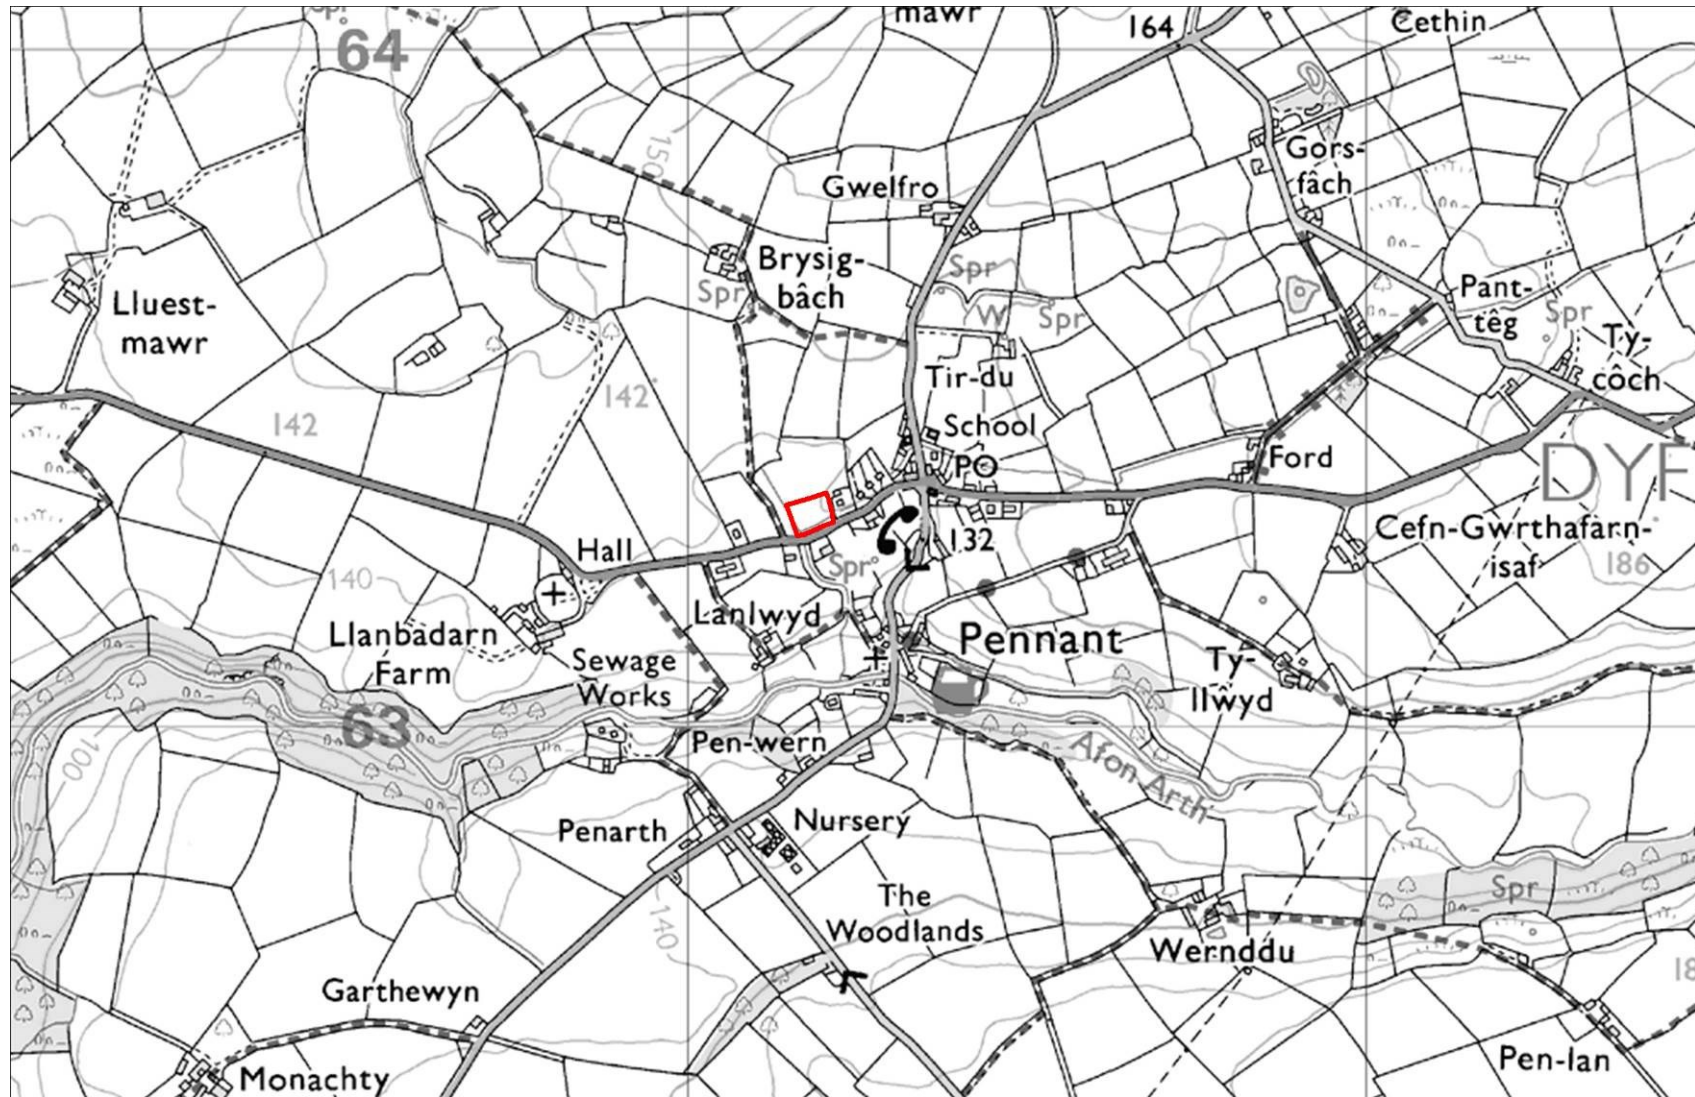 Spr
mawr
164
Cethin
64
150
Gors-
fâch
Gwelfro
Brysig-
bâch
Spr
Spr
W
Spr
Lluest-
mawr
Pant-
têg
Spr
Ty-
côch
Tir-du
142
142
School
PO
Ford
DYF
132
Cefn-Gwrthafarn-
isaf
186
Hall
Spr
140
Lanlwyd
Llanbadarn
Farm
Pennant
Sewage
Works
Ty-
llwyd
63
Pen-wern
Afon Arth
100
Penarth
Nursery
The
Woodlands
Spr
140
Wernddu
Garthewyn
18
Monachty
Pen-lan